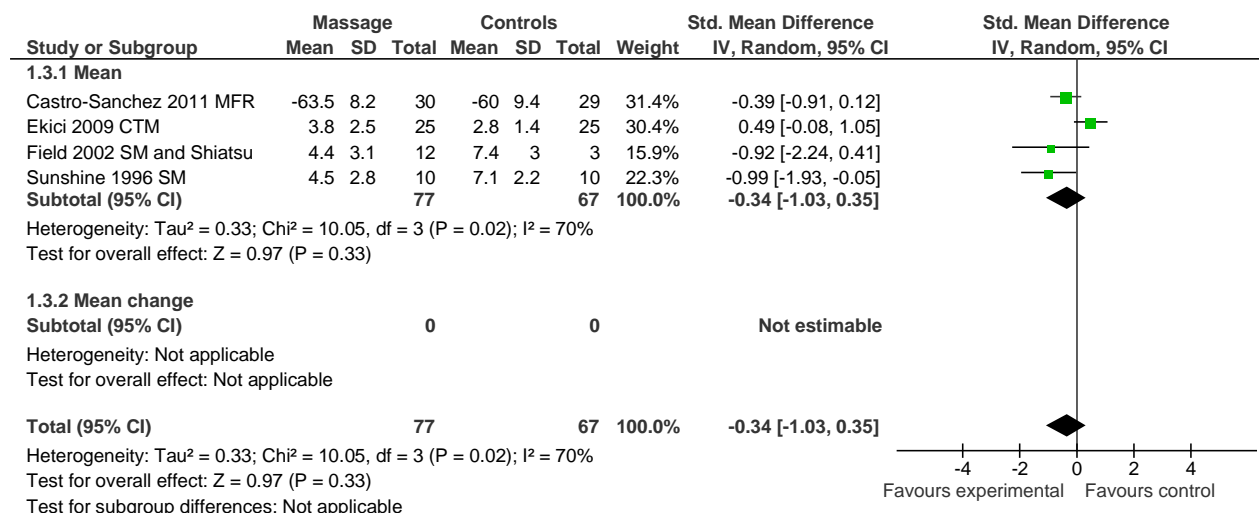 Massage Controls Std. Mean Difference Std. Mean Difference
Study or Subgroup Mean SD Total Mean SD Total Weight IV, Random, 95% CI IV, Random, 95% CI
1.3.1 Mean
Castro-Sanchez 2011 MFR -63.5 8.2 30 -60 9.4 29 31.4% -0.39 [-0.91, 0.12]
Ekici 2009 CTM 3.8 2.5 25 2.8 1.4 25 30.4% 0.49 [-0.08, 1.05]
Field 2002 SM and Shiatsu 4.4 3.1 12 7.4 3 3 15.9% -0.92 [-2.24, 0.41]
Sunshine 1996 SM 4.5 2.8 10 7.1 2.2 10 22.3% -0.99 [-1.93, -0.05]
Subtotal (95% CI) 77 67 100.0% -0.34 [-1.03, 0.35]
Heterogeneity: Tau² = 0.33; Chi² = 10.05, df = 3 (P = 0.02); I² = 70%
Test for overall effect: Z = 0.97 (P = 0.33)
1.3.2 Mean change
Subtotal (95% CI) 0 0 Not estimable
Heterogeneity: Not applicable
Test for overall effect: Not applicable
Total (95% CI) 77 67 100.0% -0.34 [-1.03, 0.35]
Heterogeneity: Tau² = 0.33; Chi² = 10.05, df = 3 (P = 0.02); I² = 70%
Test for overall effect: Z = 0.97 (P = 0.33)
Test for subgroup differences: Not applicable
-4 -2 0 2 4
Favours experimental Favours control